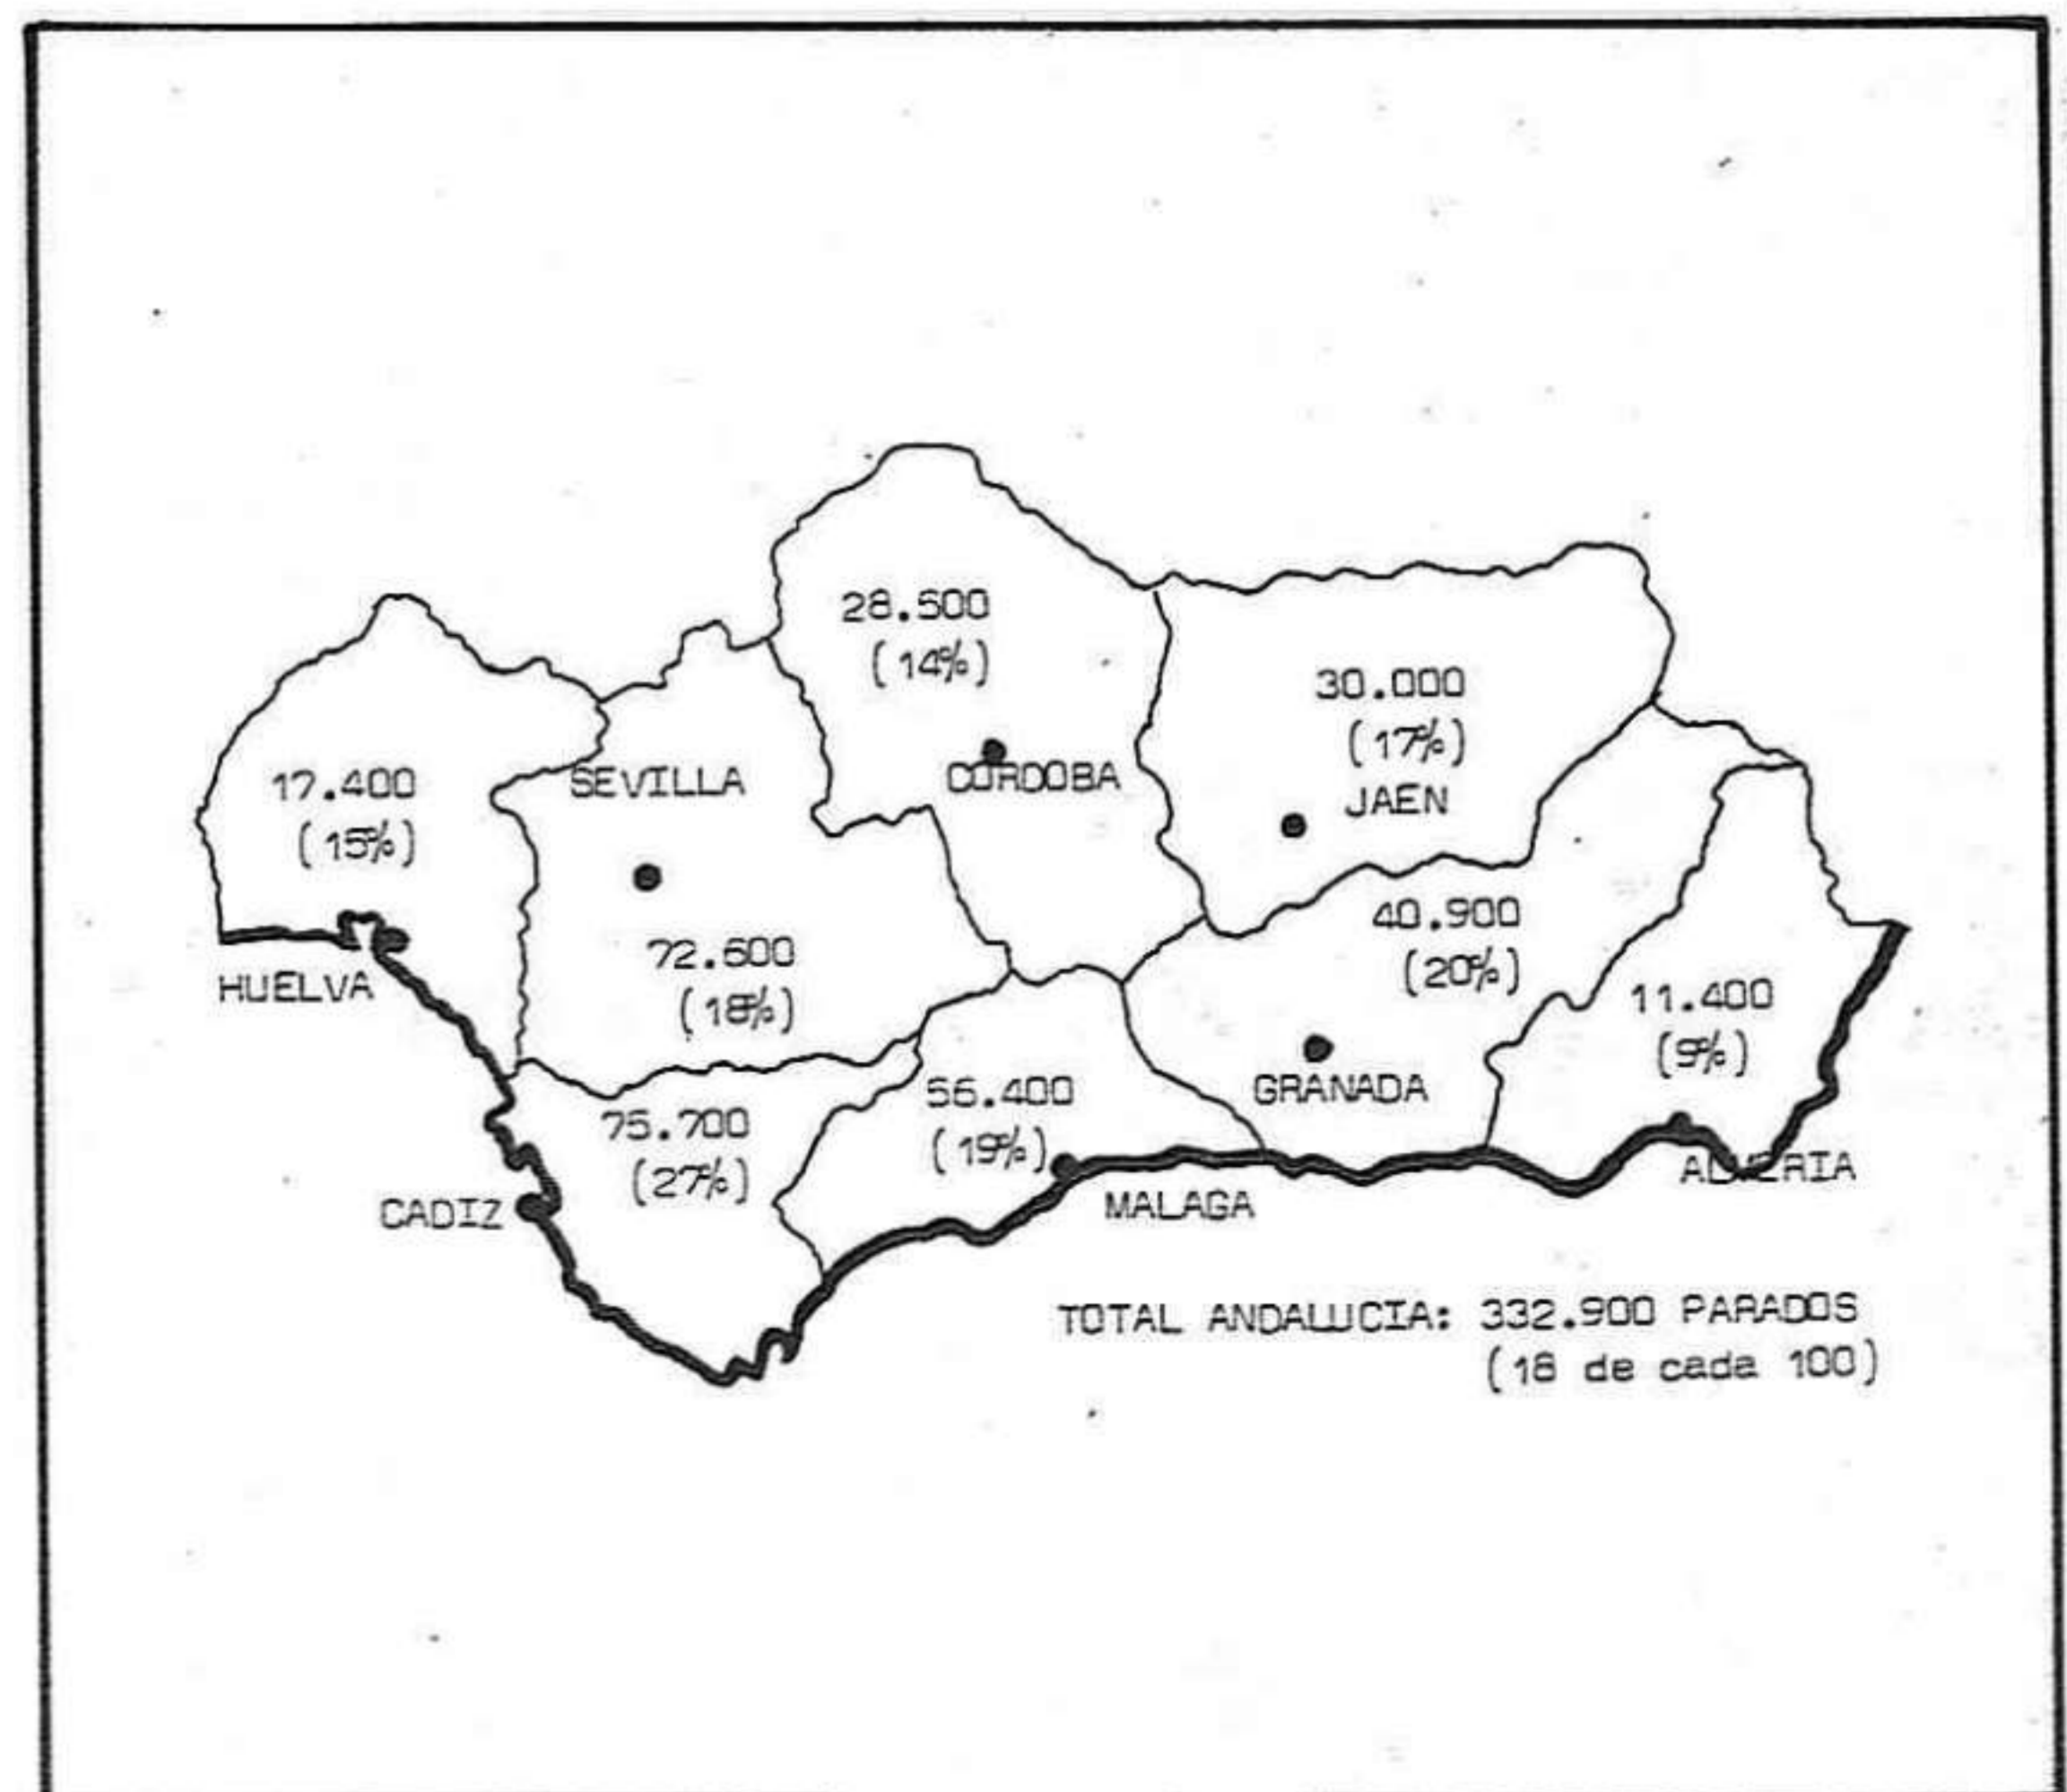 28.500
(14%)
30.000
(17%)
JAEN
17.400
(15%)
SEVILLA
CORDOBA
72.600
(18%)
40.900
(20%)
HUELVA
11.400
(9%)
GRANADA
56.400
(19%)
75.700
(27%)
ALMERIA
CADIZ
MALAGA
TOTAL ANDALUCIA: 332.900 PARADOS
(18 de cada 100)